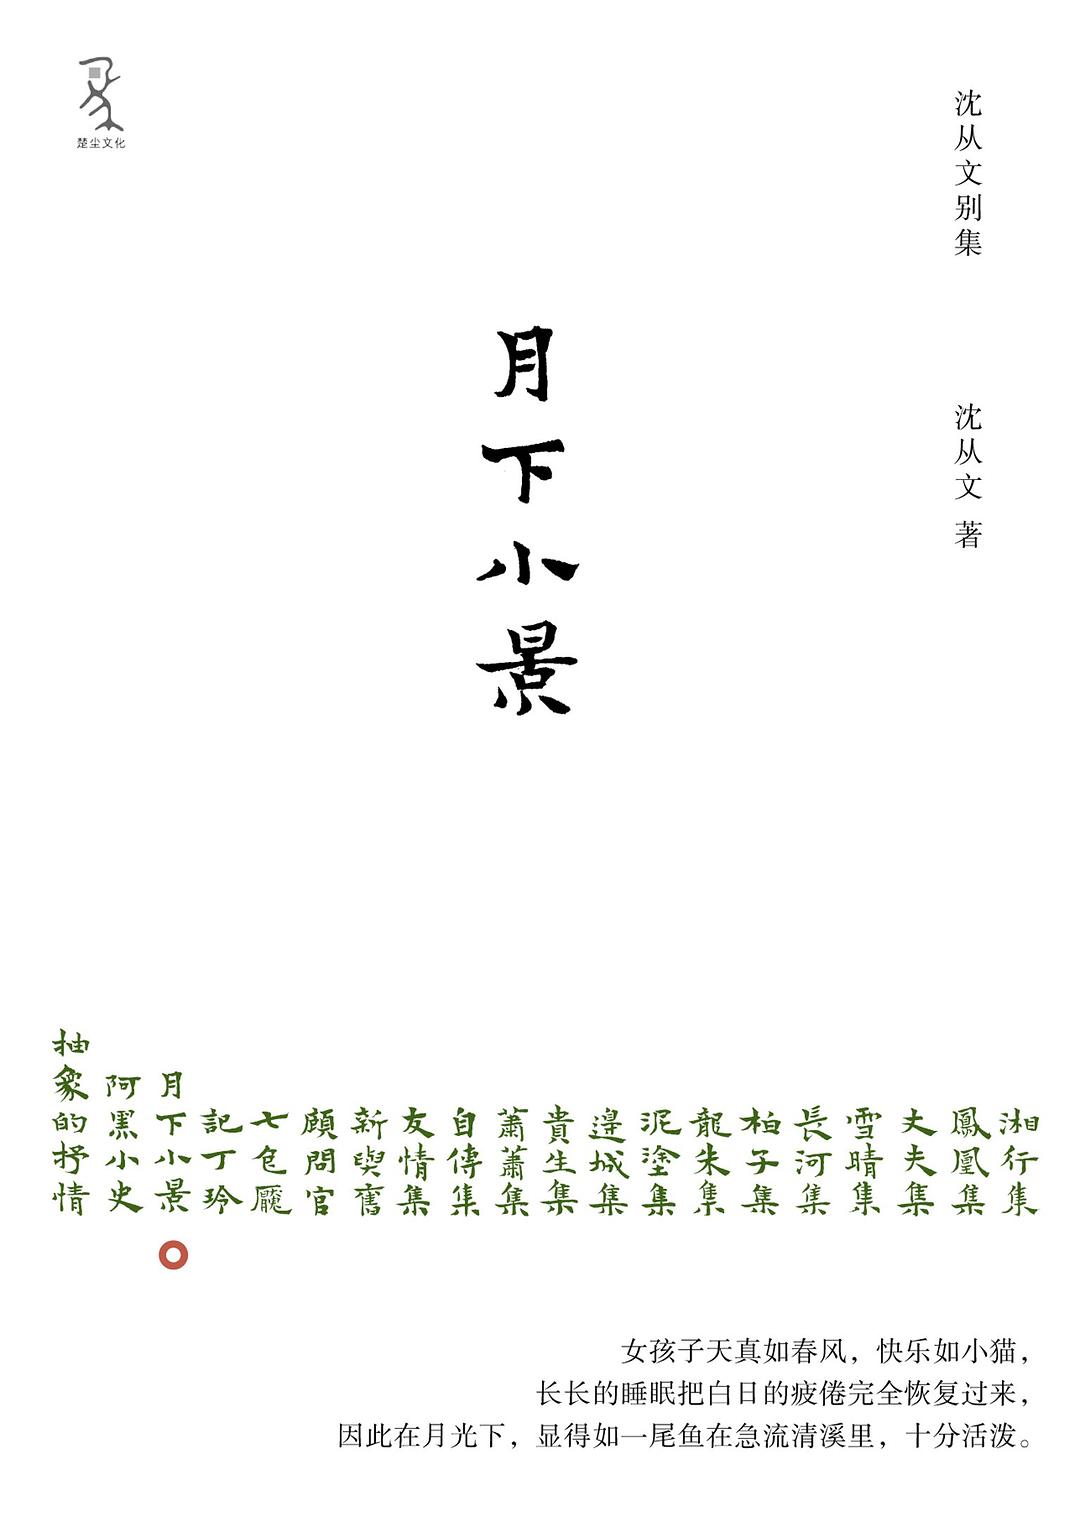 楚尘文化
沈从文别集
沈从文 著
月下小景
湘行集
鳳凰集
丈夫集
雪晴集
長河集
柏子集
龍朱集
泥塗集
邊城集
貴生集
蕭蕭集
自傳集
友情集
新與舊
顧問官
七色魘
記丁玲
月下小景
阿黑小史
抽象的抒情
女孩子天真如春风，快乐如小猫，
长长的睡眠把白日的疲倦完全恢复过来，
因此在月光下，显得如一尾鱼在急流清溪里，十分活泼。